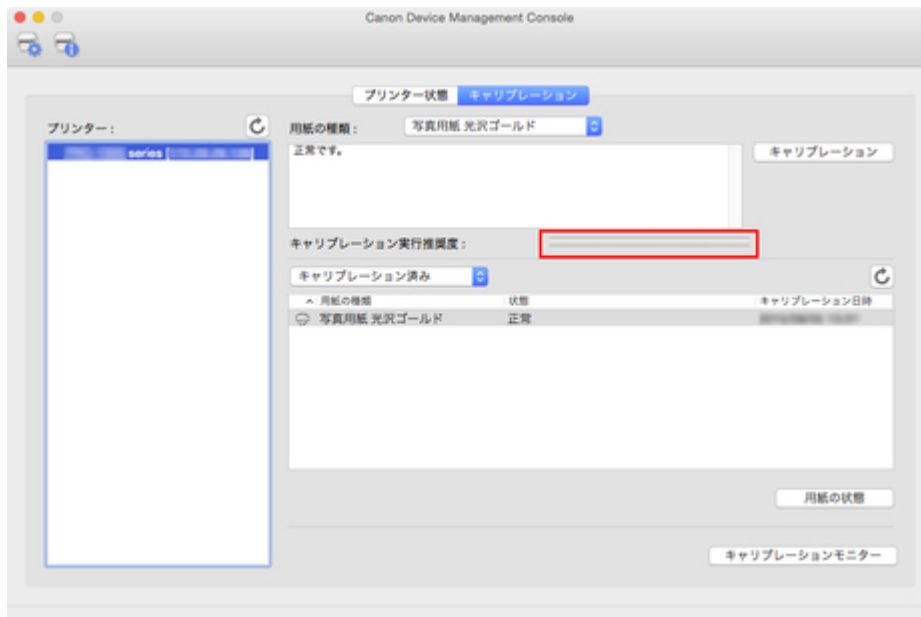 Canon Device Management Console
プリンター状態 キャリブレーション
プリンター：
用紙の種類： 写真用紙 光沢ゴールド
series [
正常です。
キャリブレーション
キャリブレーション実行推奨度：
キャリブレーション済み
用紙の種類 状態 キャリブレーション日時
写真用紙 光沢ゴールド 正常
用紙の状態
キャリブレーションモニター